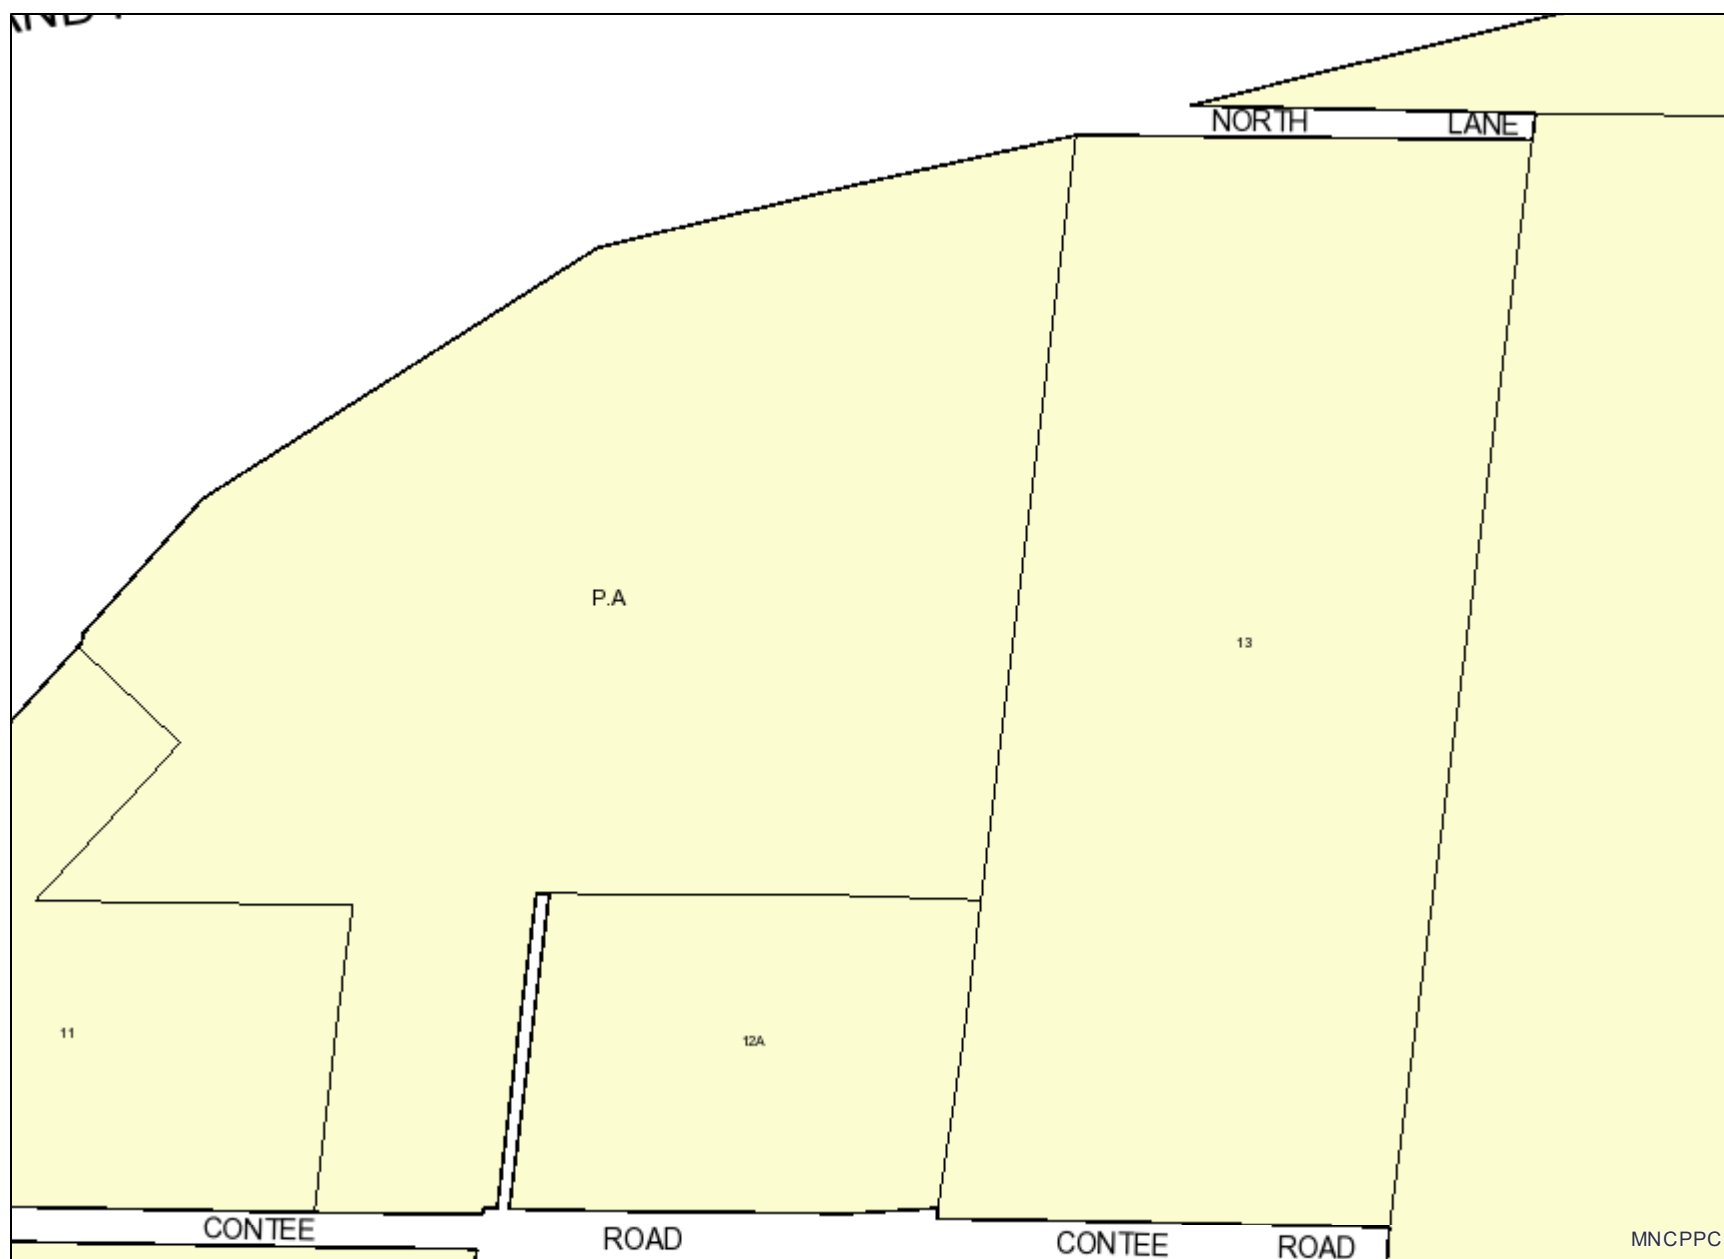 NORTH LANE
P.A
13
11
12A
CONTEE ROAD CONTEE ROAD
MNCPPC